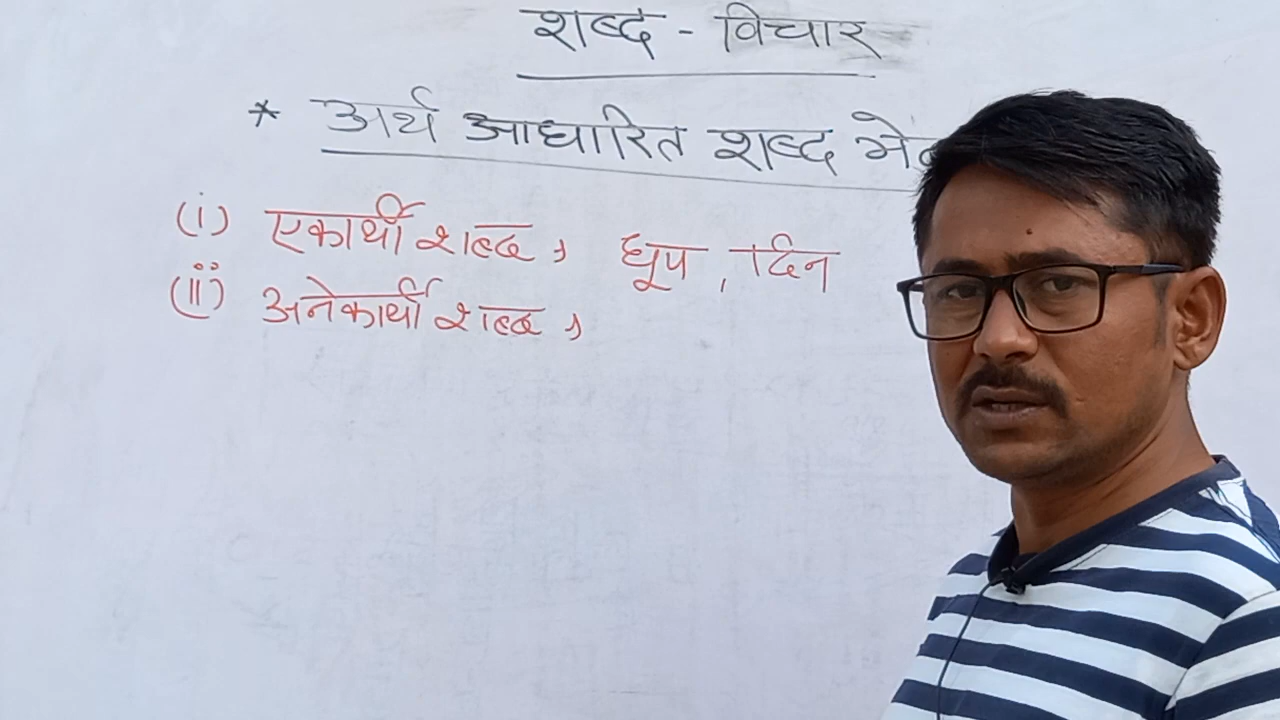 शब्द - विचार
* अर्थ आधारित शब्द
(i) एकार्थी शब्द, धूप, दिन
(ii) अनेकार्थी शब्द,